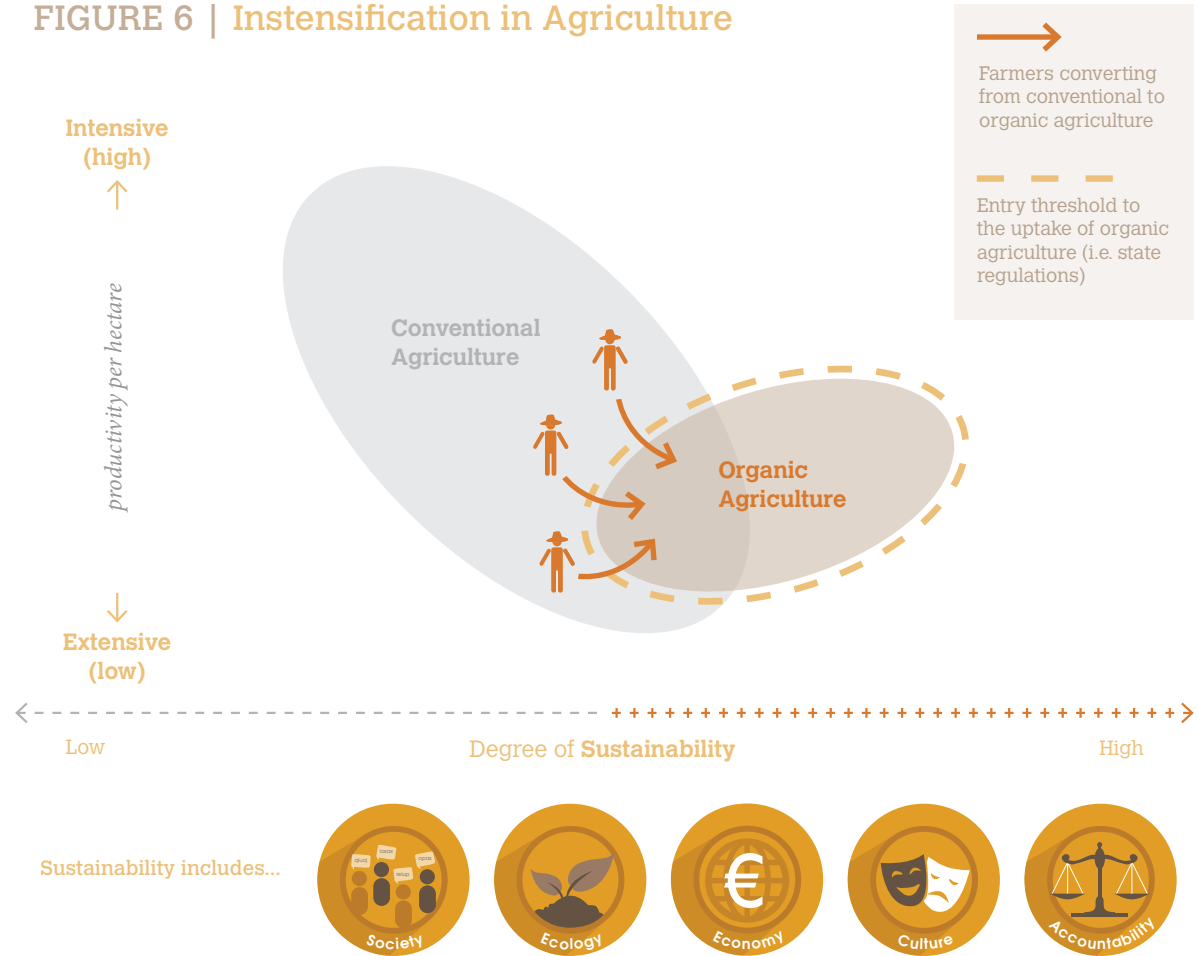 FIGURE 6 | Instensification in Agriculture
Farmers converting
from conventional to
organic agriculture
Entry threshold to
the uptake of organic
agriculture (i.e. state
regulations)
Intensive
(high)
productivity per hectare
Extensive
(low)
Conventional
Agriculture
Organic
Agriculture
Low
Degree of Sustainability
High
Sustainability includes...
Society
Ecology
€
Economy
Culture
Accountability